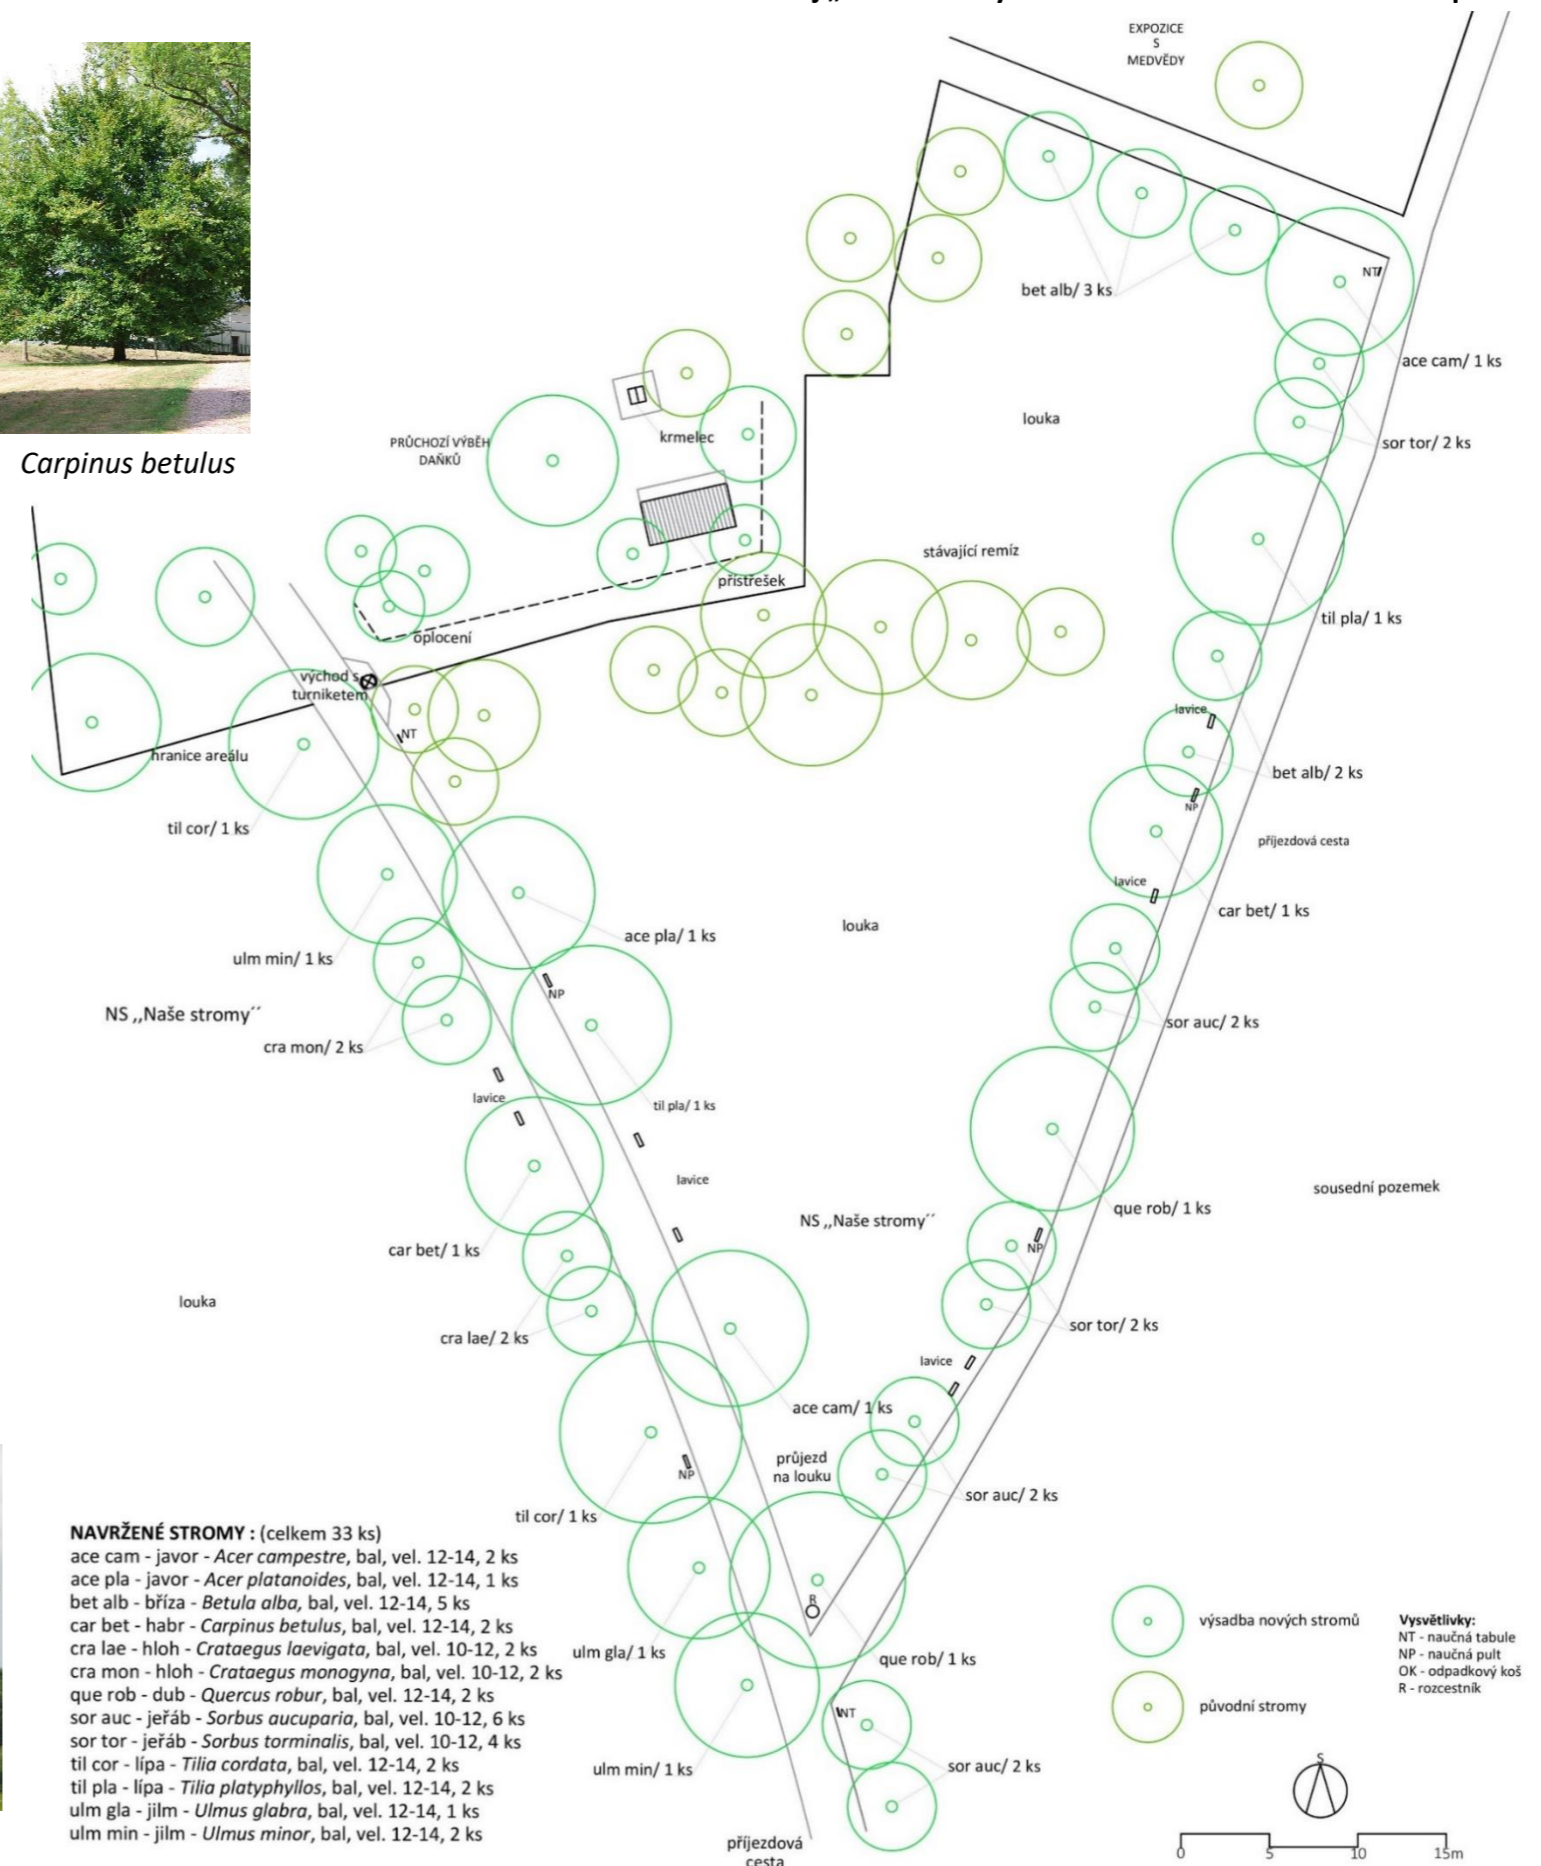 EXPOZICE
S
MEDVĚDY
NT
bet alb/ 3 ks
ace cam/ 1 ks
louka
sor tor/ 2 ks
krmelec
PRŮCHOZÍ VÝBĚH
DAŇKŮ
Carpinus betulus
stávající remíz
přístřešek
til pla/ 1 ks
oplocení
východ s
turniketem
lavice
NT
hranice areálu
bet alb/ 2 ks
NP
til cor/ 1 ks
příjezdová cesta
lavice
car bet/ 1 ks
louka
ace pla/ 1 ks
ulm min/ 1 ks
NP
NS ,,Naše stromy´´
sor auc/ 2 ks
cra mon/ 2 ks
lavice
til pla/ 1 ks
lavice
sousední pozemek
que rob/ 1 ks
NS ,,Naše stromy´´
car bet/ 1 ks
NP
louka
sor tor/ 2 ks
cra lae/ 2 ks
lavice
ace cam/ 1 ks
průjezd
na louku
NP
sor auc/ 2 ks
til cor/ 1 ks
NAVRŽENÉ STROMY : (celkem 33 ks)
ace cam - javor - Acer campestre, bal, vel. 12-14, 2 ks
ace pla - javor - Acer platanoides, bal, vel. 12-14, 1 ks
bet alb - bříza - Betula alba, bal, vel. 12-14, 5 ks
car bet - habr - Carpinus betulus, bal, vel. 12-14, 2 ks
cra lae - hloh - Crataegus laevigata, bal, vel. 10-12, 2 ks
cra mon - hloh - Crataegus monogyna, bal, vel. 10-12, 2 ks
que rob - dub - Quercus robur, bal, vel. 12-14, 2 ks
sor auc - jeřáb - Sorbus aucuparia, bal, vel. 10-12, 6 ks
sor tor - jeřáb - Sorbus torminalis, bal, vel. 10-12, 4 ks
til cor - lípa - Tilia cordata, bal, vel. 12-14, 2 ks
til pla - lípa - Tilia platyphyllos, bal, vel. 12-14, 2 ks
ulm gla - jilm - Ulmus glabra, bal, vel. 12-14, 1 ks
ulm min - jilm - Ulmus minor, bal, vel. 12-14, 2 ks
R
ulm gla/ 1 ks
que rob/ 1 ks
NT
ulm min/ 1 ks
sor auc/ 2 ks
příjezdová
cesta
výsadba nových stromů
původní stromy
Vysvětlivky:
NT - naučná tabule
NP - naučná pult
OK - odpadkový koš
R - rozcestník
S
0 5 10 15m